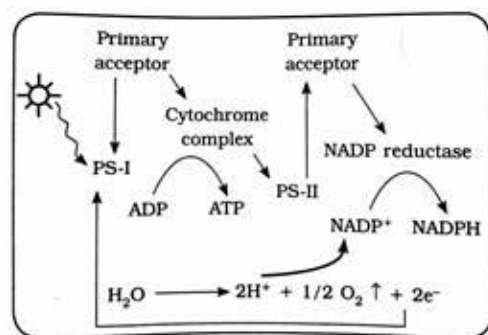 Primary
acceptor
Primary
acceptor
Cytochrome
complex
NADP reductase
PS-I
PS-II
ADP
ATP
NADP⁺
NADPH
H₂O
2H⁺ + 1/2 O₂ ↑ + 2e⁻